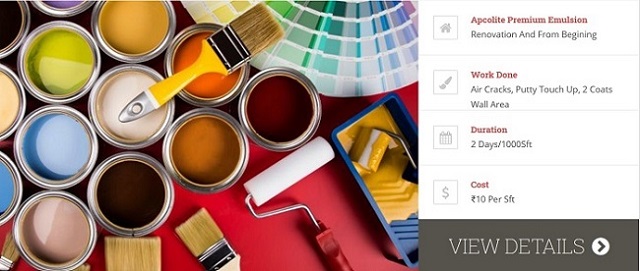 Apcolite Premium Emulsion
Renovation And From Begining
Work Done
Air Cracks, Putty Touch Up, 2 Coats
Wall Area
Duration
2 Days/1000Sft
Cost
₹10 Per Sft
VIEW DETAILS